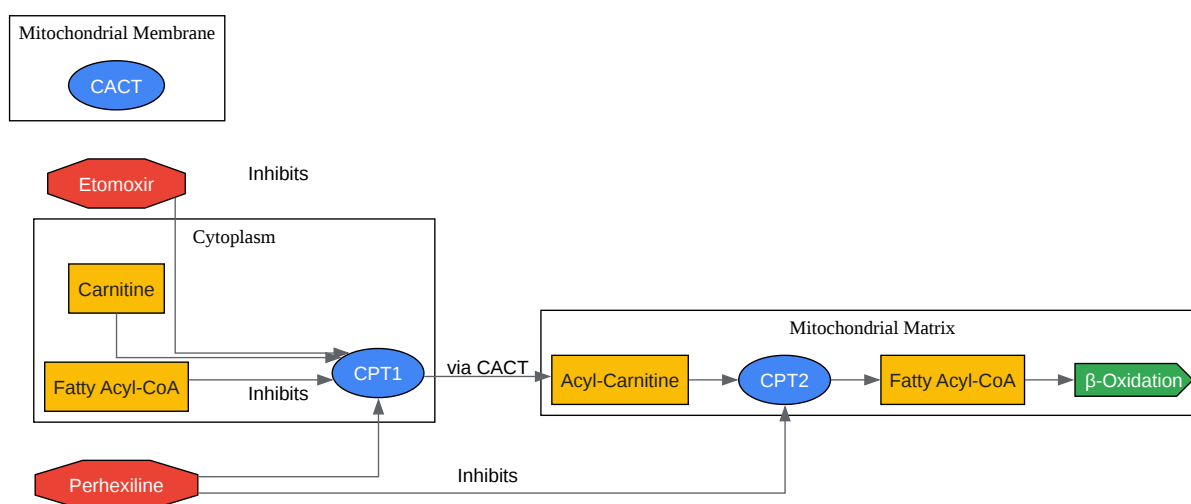 Mitochondrial Membrane
CACT
Etomoxir
Inhibits
Cytoplasm
Carnitine
Fatty Acyl-CoA
Inhibits
CPT1
via CACT
Mitochondrial Matrix
Acyl-Carnitine
CPT2
Fatty Acyl-CoA
β-Oxidation
Perhexiline
Inhibits